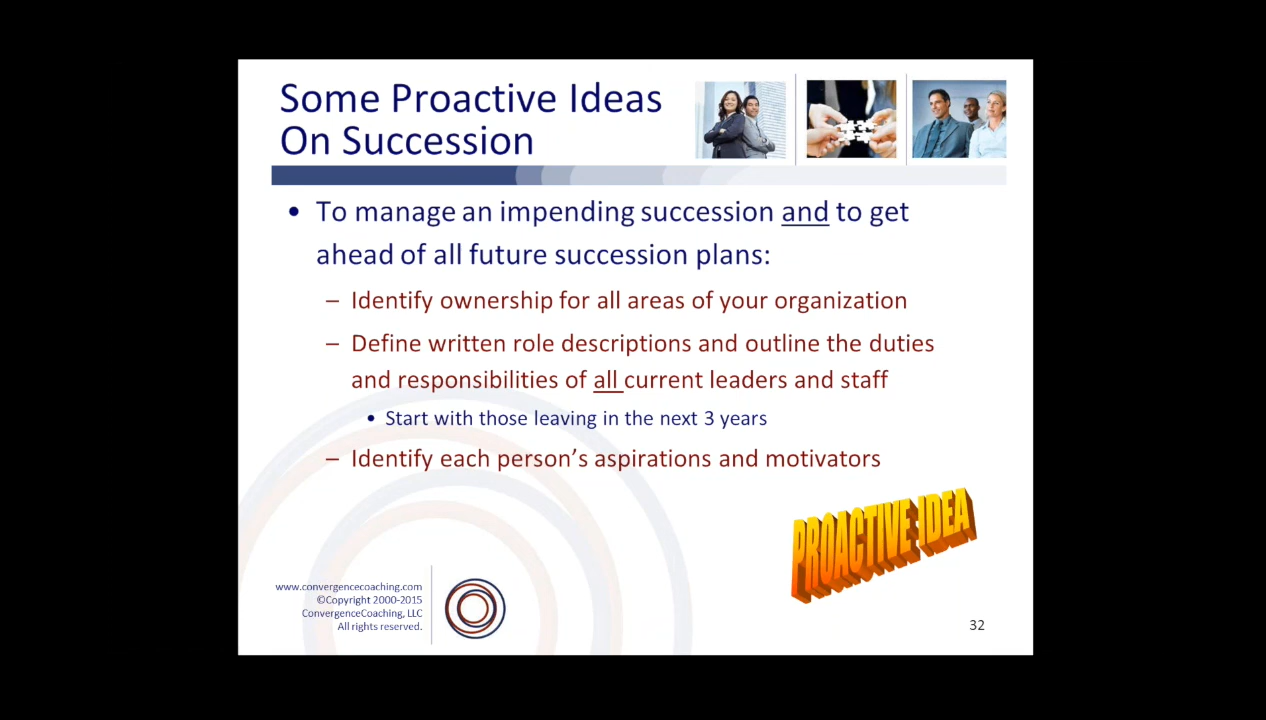 Some Proactive Ideas
On Succession
• To manage an impending succession and to get
ahead of all future succession plans:
– Identify ownership for all areas of your organization
– Define written role descriptions and outline the duties
and responsibilities of all current leaders and staff
• Start with those leaving in the next 3 years
– Identify each person’s aspirations and motivators
PROACTIVE IDEA
www.convergencecoaching.com
©Copyright 2000-2015
ConvergenceCoaching, LLC
All rights reserved.
32